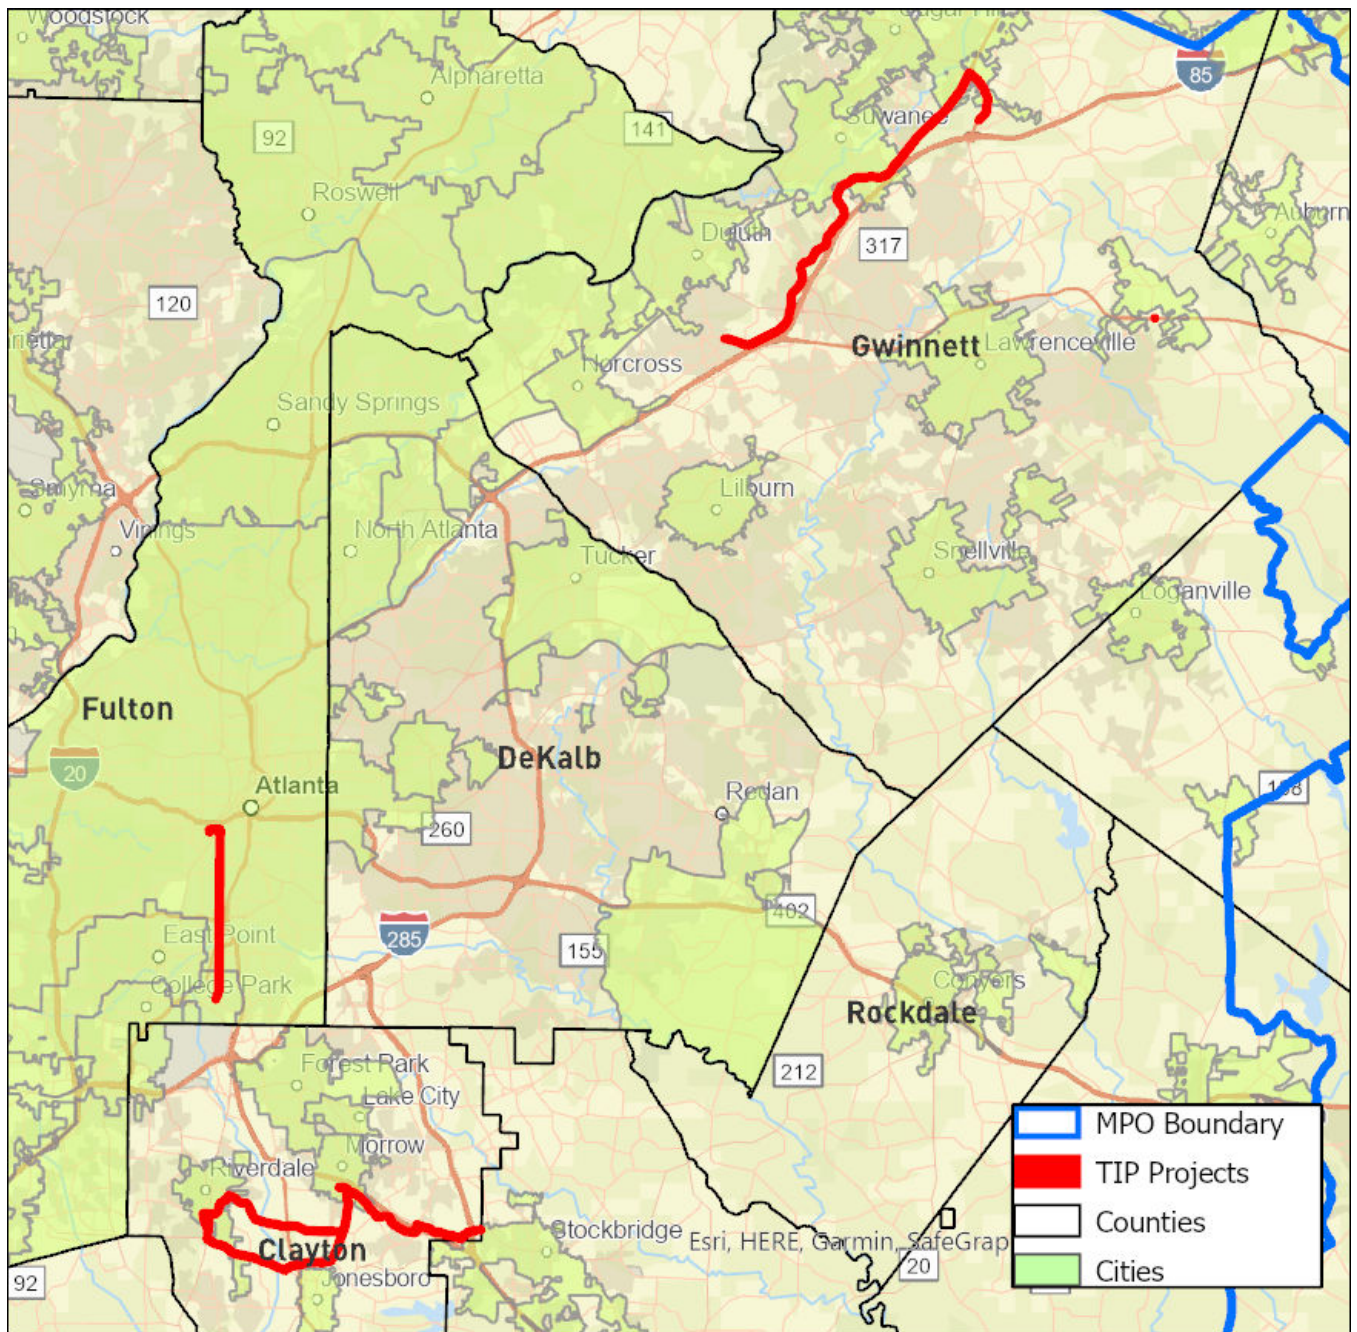 Woodstock
Sugar Hill
85
Alpharetta
92
141
Suwanee
Roswell
Auburn
Duluth
317
120
Gwinnett
Lawrenceville
Norcross
Sandy Springs
Smyrna
Lilburn
Vinings
North Atlanta
Tucker
Snellville
Loganville
Fulton
DeKalb
20
Atlanta
Redan
138
260
402
East Point
285
155
College Park
Conyers
Rockdale
Forest Park
212
Lake City
Morrow
Riverdale
Stockbridge
Clayton
Esri, HERE, Garmin, SafeGrap
20
92
Jonesboro
MPO Boundary
TIP Projects
Counties
Cities